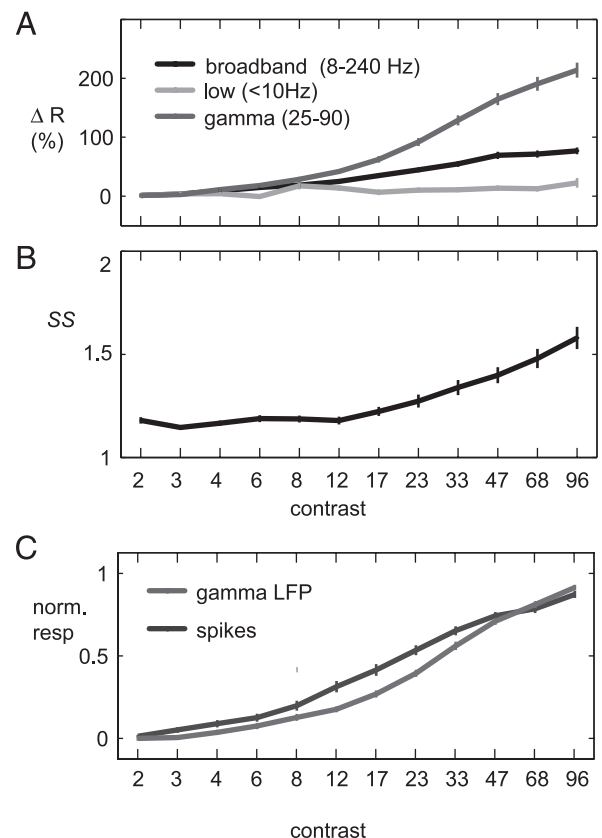 A
broadband (8-240 Hz)
low (<10Hz)
gamma (25-90)
200
100
0
Δ R
(%)
B
2
SS
1.5
1
2 3 4 6 8 12 17 23 33 47 68 96
contrast
C
1
gamma LFP
norm.
resp
spikes
0.5
0
2 3 4 6 8 12 17 23 33 47 68 96
contrast